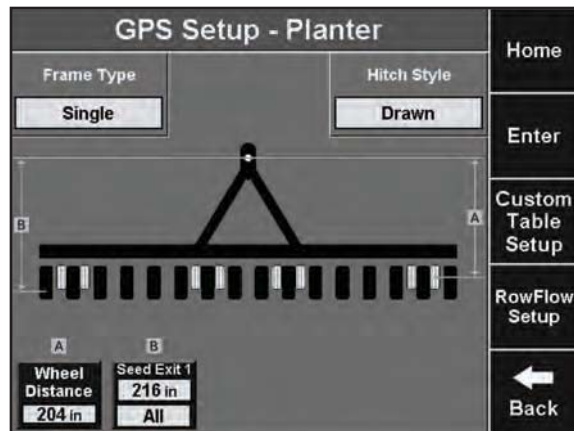 GPS Setup - Planter
Frame Type
Single
Hitch Style
Drawn
B
A
A
Wheel
Distance
204 in
B
Seed Exit 1
216 in
All
Home
Enter
Custom
Table
Setup
RowFlow
Setup
Back